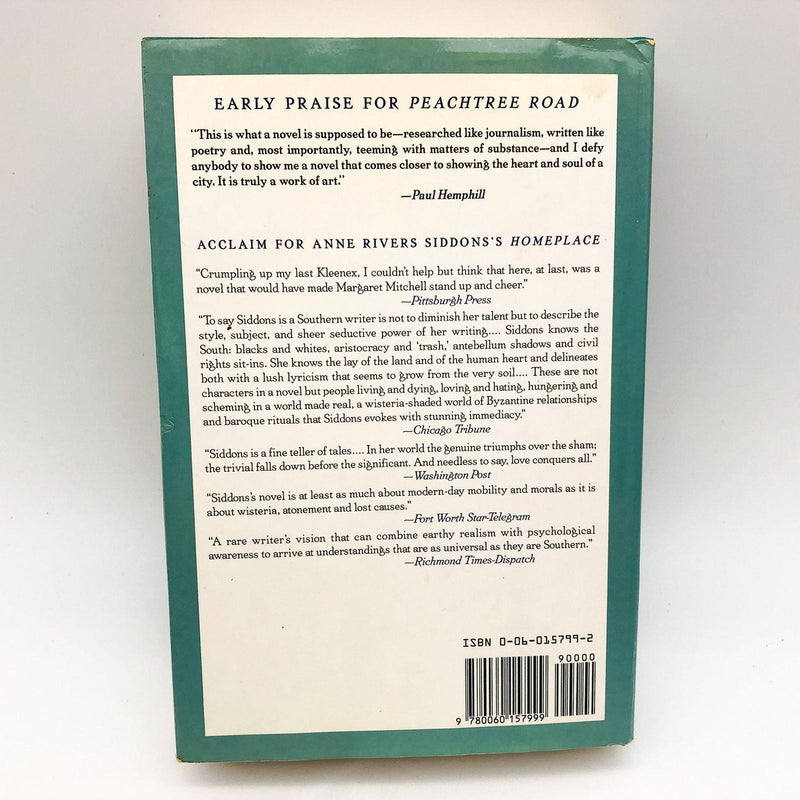 EARLY PRAISE FOR PEACHTREE ROAD
"This is what a novel is supposed to be—researched like journalism, written like
poetry and, most importantly, teeming with matters of substance—and I defy
anybody to show me a novel that comes closer to showing the heart and soul of a
city. It is truly a work of art."
—Paul Hemphill
ACCLAIM FOR ANNE RIVERS SIDDONS'S HOMEPLACE
"Crumpling up my last Kleenex, I couldn't help but think that here, at last, was a
novel that would have made Margaret Mitchell stand up and cheer."
—Pittsburgh Press
"To say Siddons is a Southern writer is not to diminish her talent but to describe the
style, subject, and sheer seductive power of her writing.... Siddons knows the
South: blacks and whites, aristocracy and 'trash,' antebellum shadows and civil
rights sit-ins. She knows the lay of the land and of the human heart and delineates
both with a lush lyricism that seems to grow from the very soil.... These are not
characters in a novel but people living and dying, loving and hating, hungering and
scheming in a world made real, a wisteria-shaded world of Byzantine relationships
and baroque rituals that Siddons evokes with stunning immediacy."
—Chicago Tribune
"Siddons is a fine teller of tales.... In her world the genuine triumphs over the sham;
the trivial falls down before the significant. And needless to say, love conquers all."
—Washington Post
"Siddons's novel is at least as much about modern-day mobility and morals as it is
about wisteria, atonement and lost causes."
—Fort Worth Star-Telegram
"A rare writer's vision that can combine earthy realism with psychological
awareness to arrive at understandings that are as universal as they are Southern."
—Richmond Times-Dispatch
ISBN 0-06-015799-2
90000
9 780060 157999